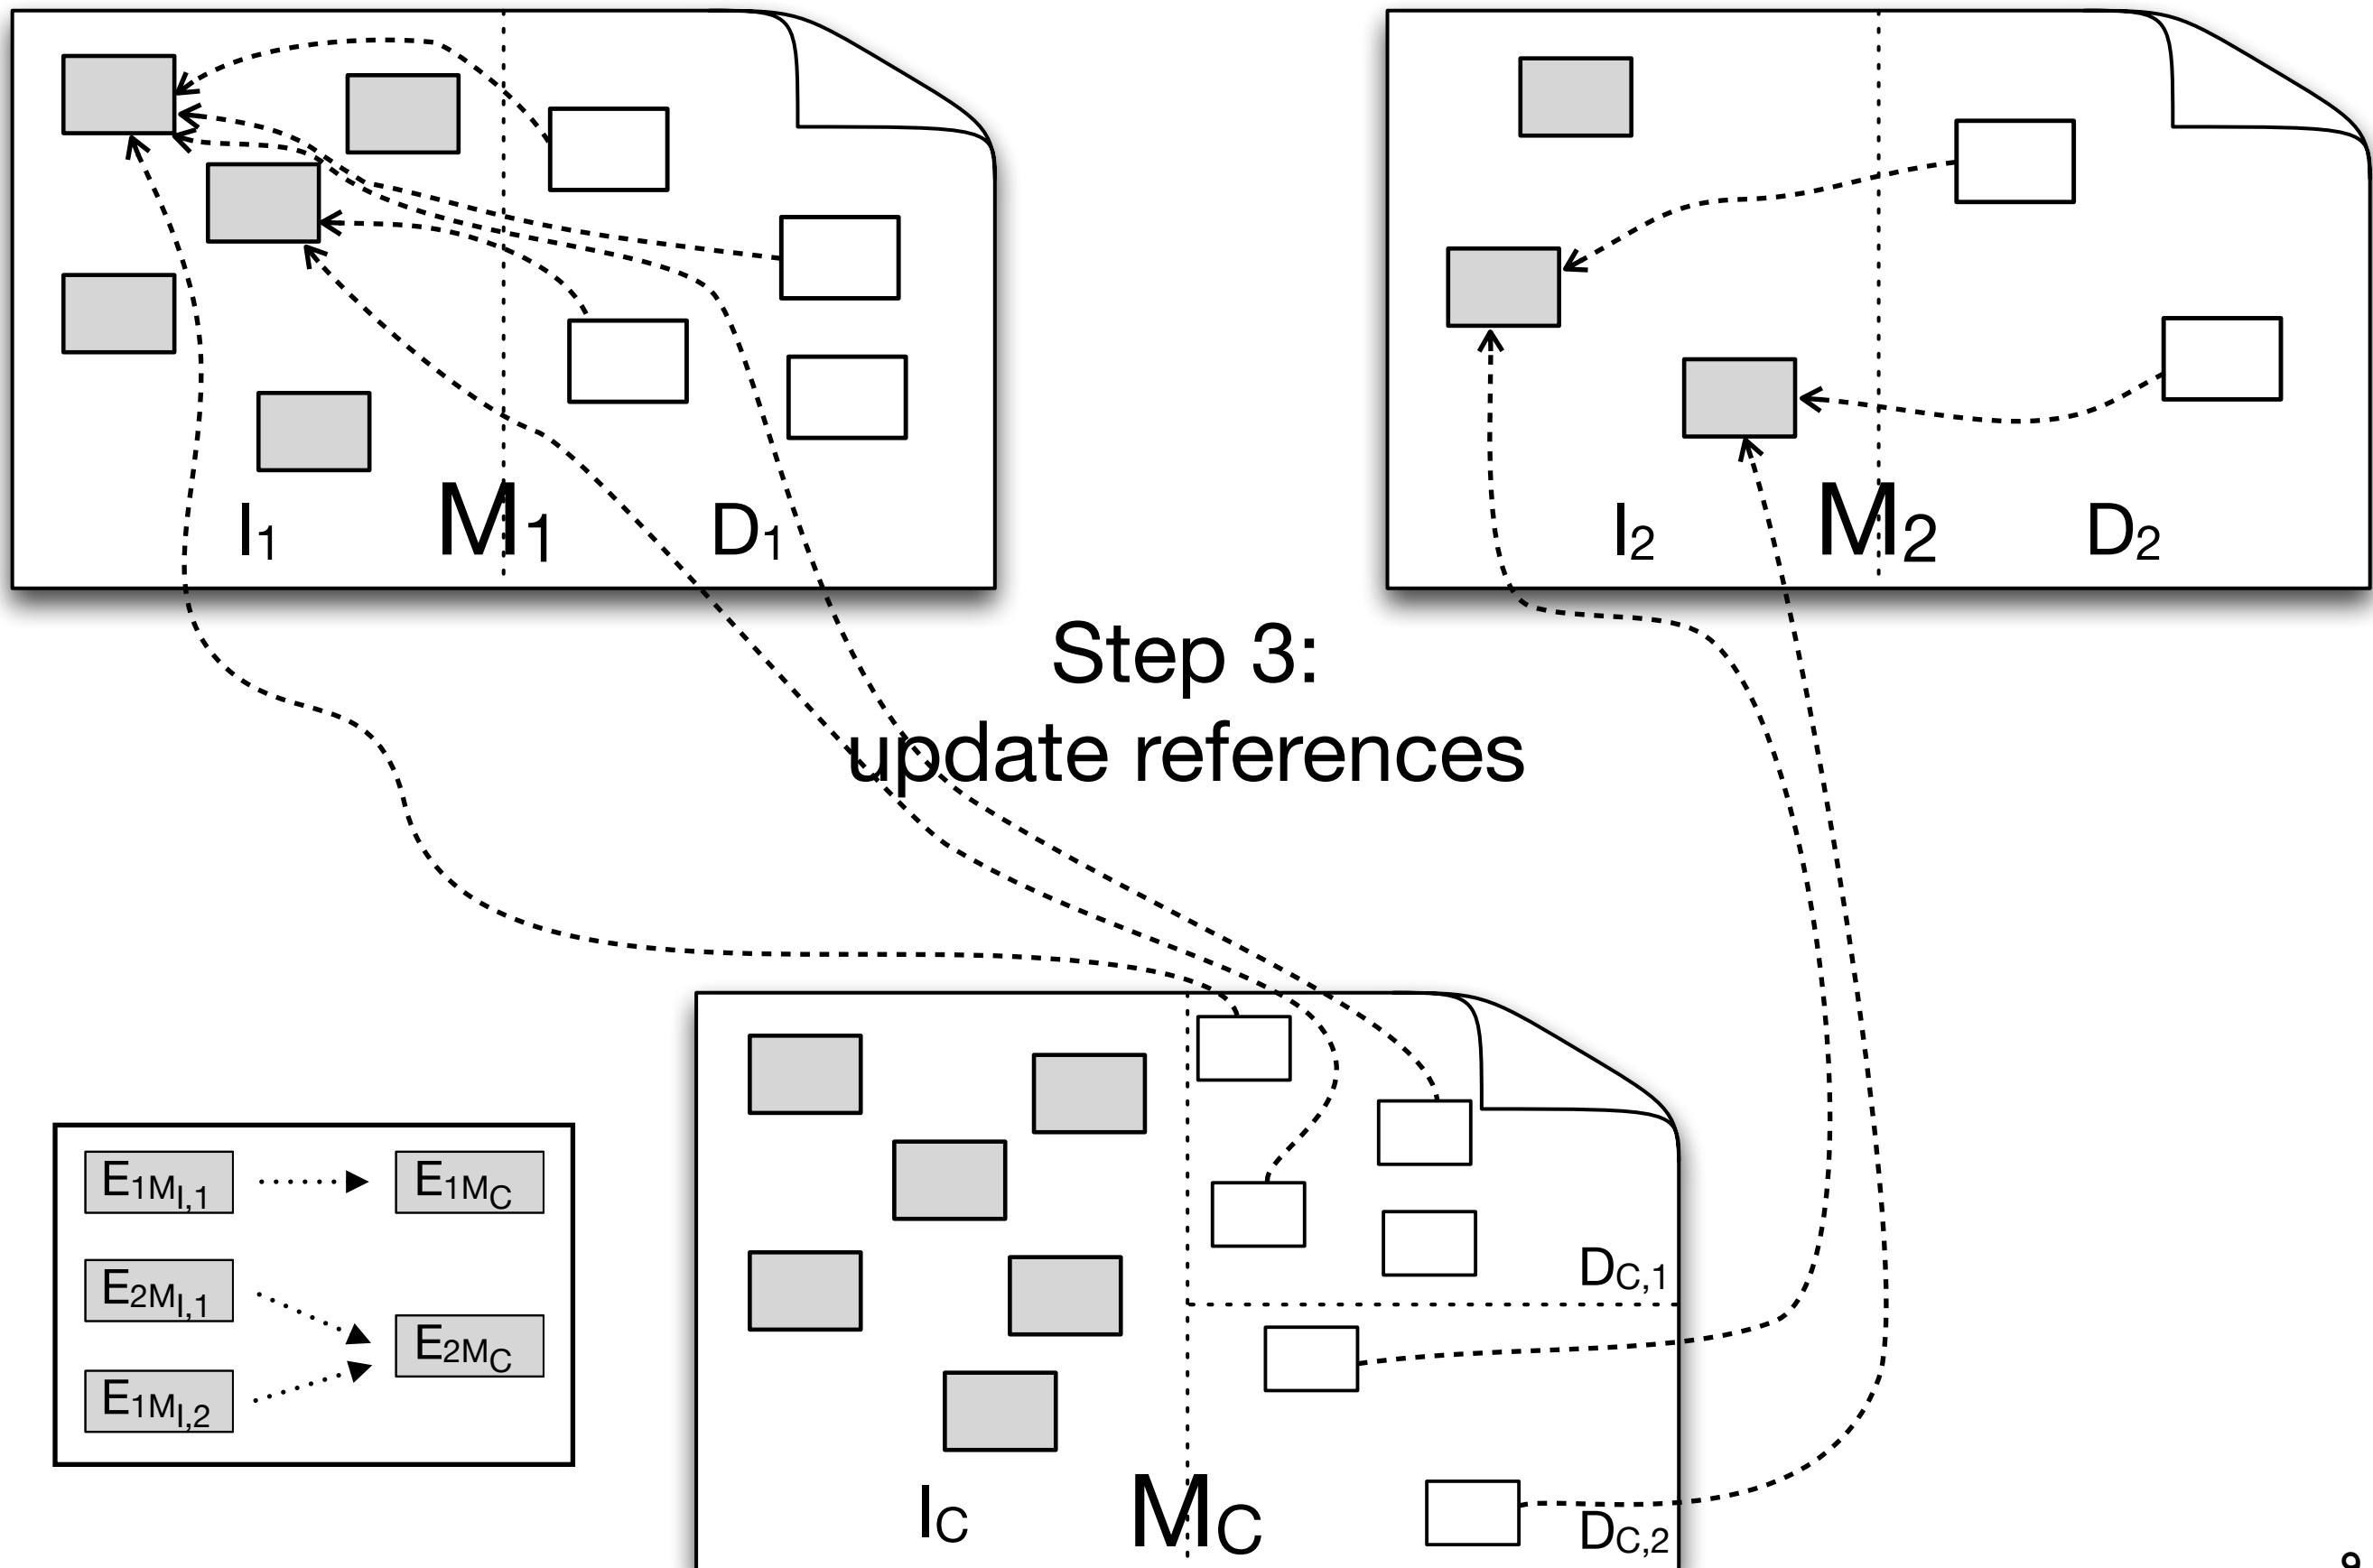 I1 M1 D1
I2 M2 D2
Step 3:
update references
E1MI,1 E1MC
E2MI,1
E2MC
E1MI,2
DC,1
IC MC
DC,2